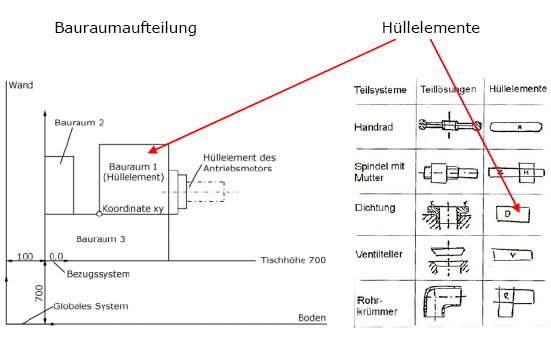 Bauraumaufteilung
Hüllelemente
Wand
Bauraum 2
Bauraum 1
(Hüllelement)
Hüllelement des
Antriebsmotors
Koordinate xy
Bauraum 3
100
0,0
Tischhöhe 700
Bezugssystem
700
Globales System
Boden
Teilsysteme
Teillösungen
Hüllelemente
Handrad
H
Spindel mit
Mutter
S
M
Dichtung
D
Ventilteller
V
Rohr-
krümmer
R